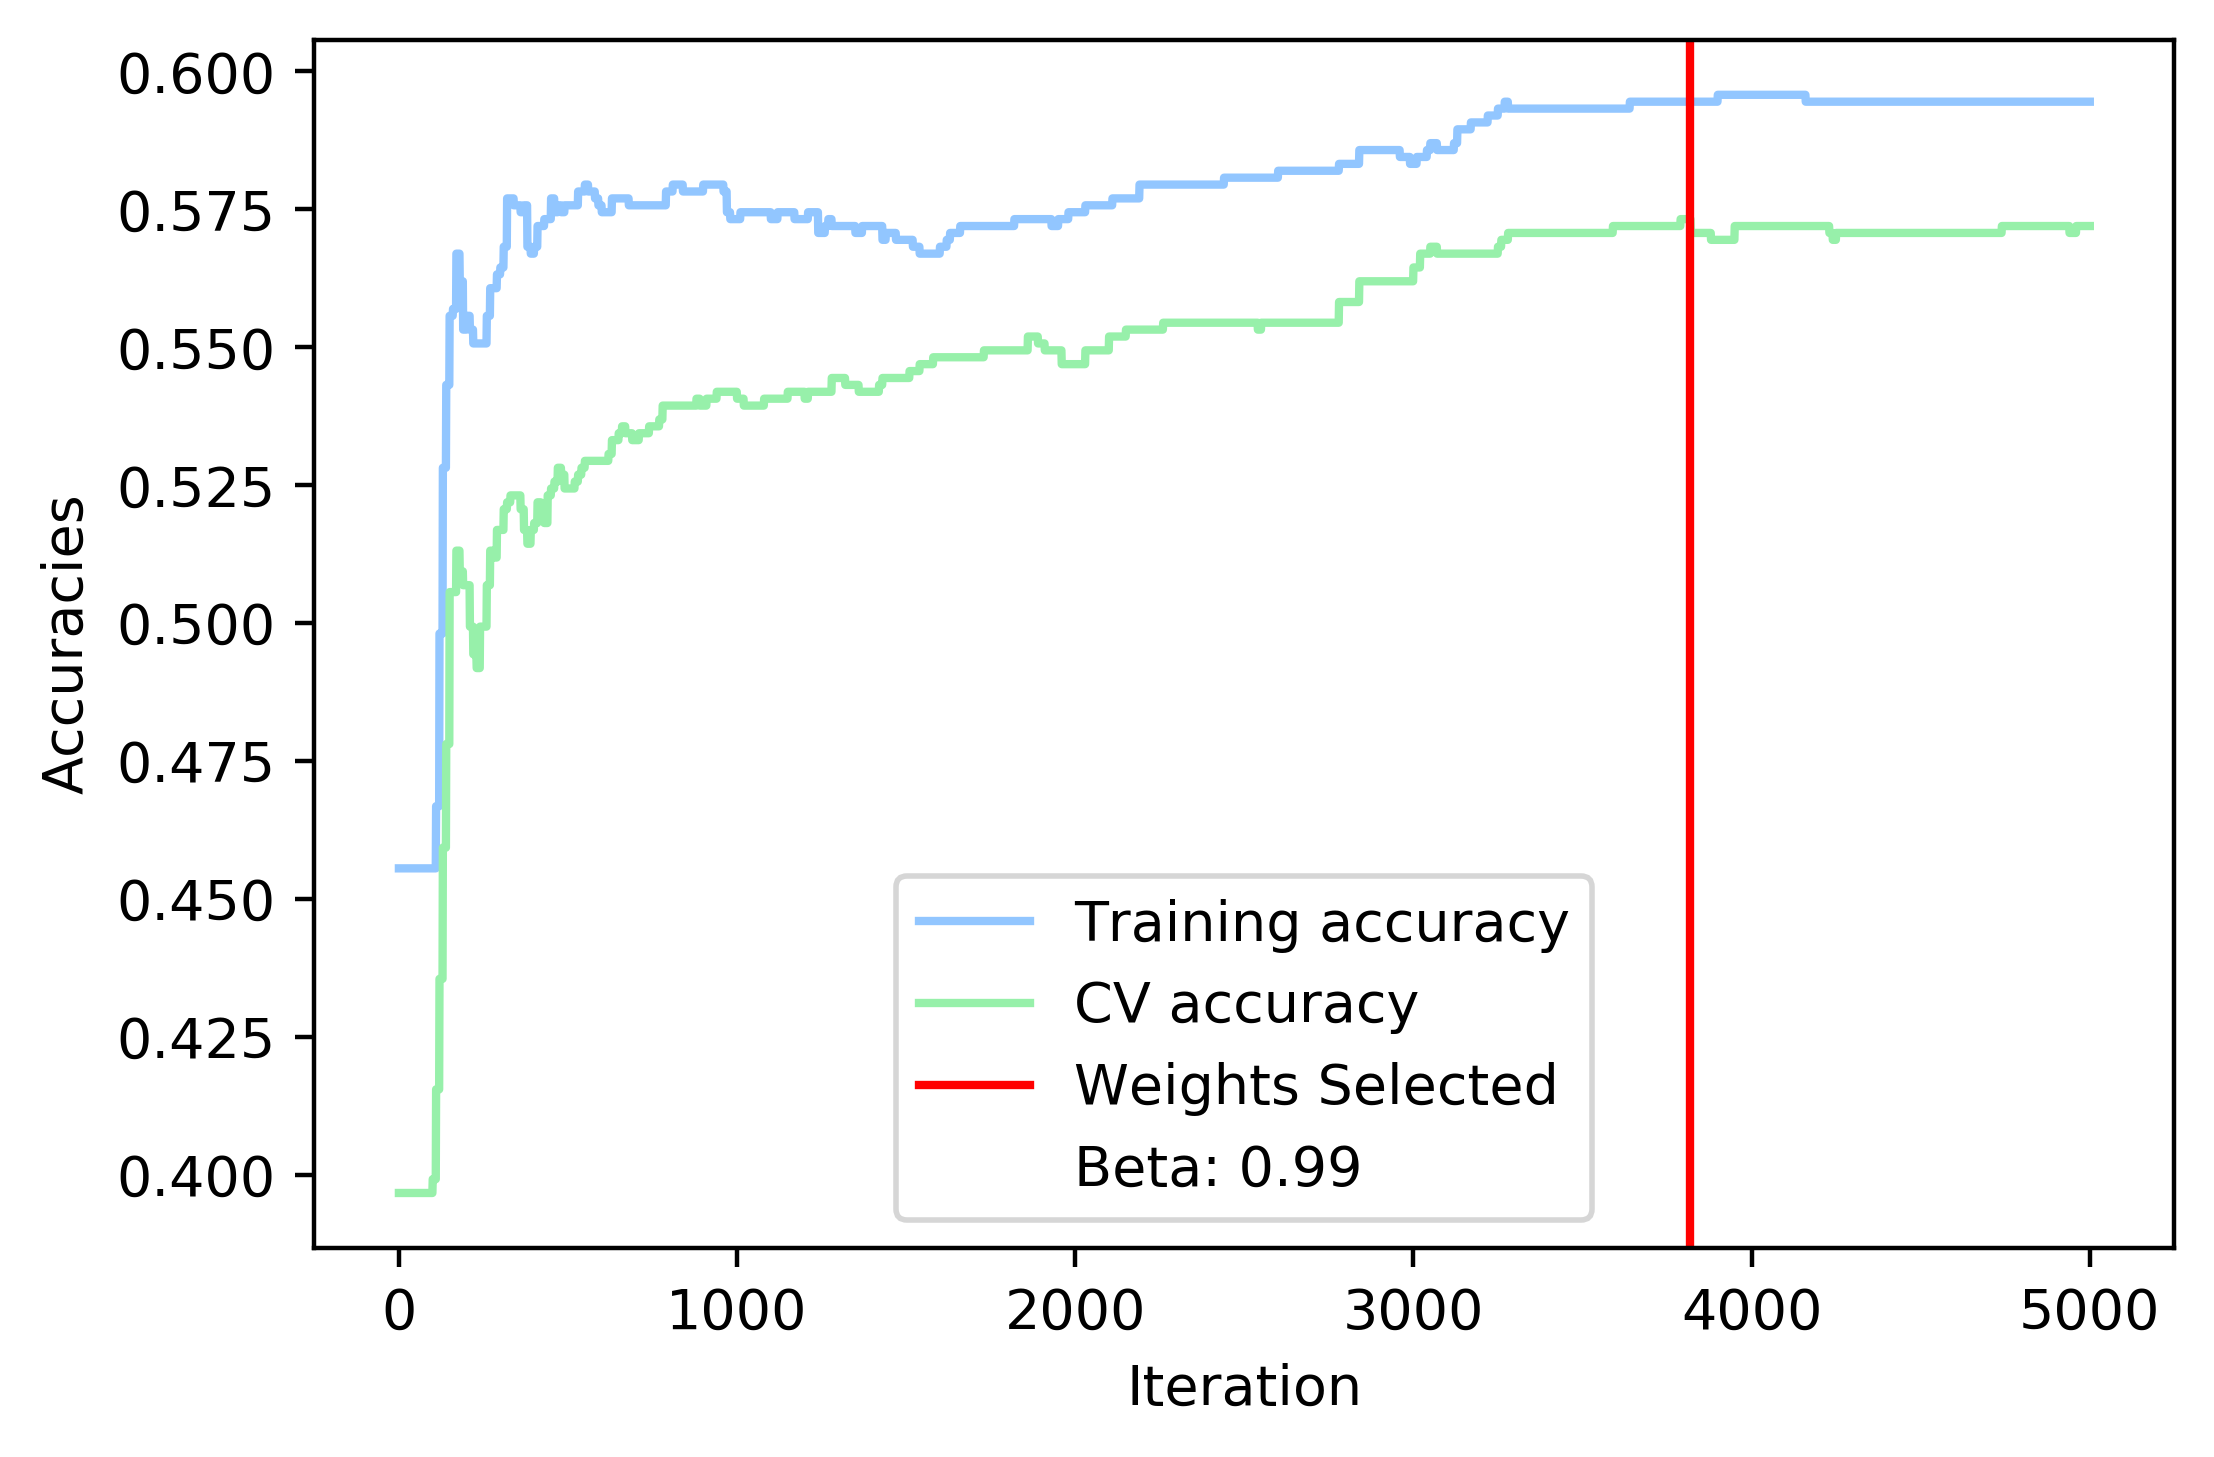 0.600
0.575
0.550
0.525
0.500
0.475
0.450
0.425
0.400
Accuracies
Training accuracy
CV accuracy
Weights Selected
Beta: 0.99
0 1000 2000 3000 4000 5000
Iteration